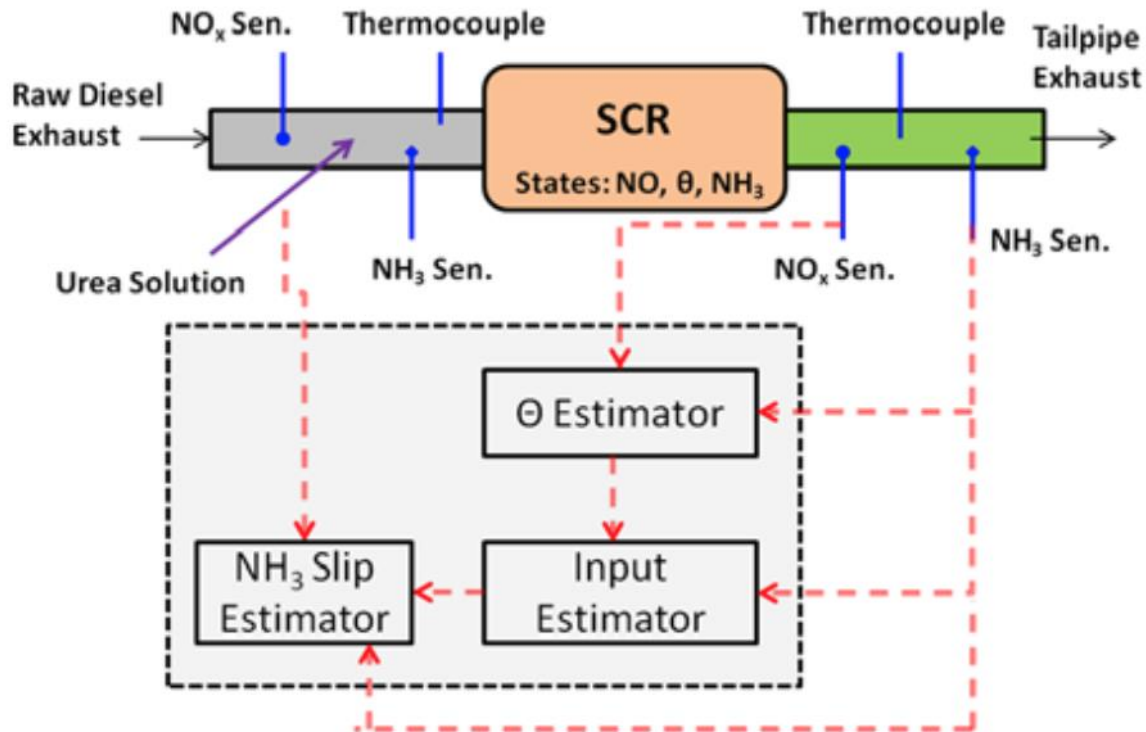 NOₓ Sen.
Thermocouple
Thermocouple
Tailpipe
Exhaust
Raw Diesel
Exhaust
SCR
States: NO, θ, NH₃
Urea Solution
NH₃ Sen.
NOₓ Sen.
NH₃ Sen.
Θ Estimator
NH₃ Slip
Estimator
Input
Estimator